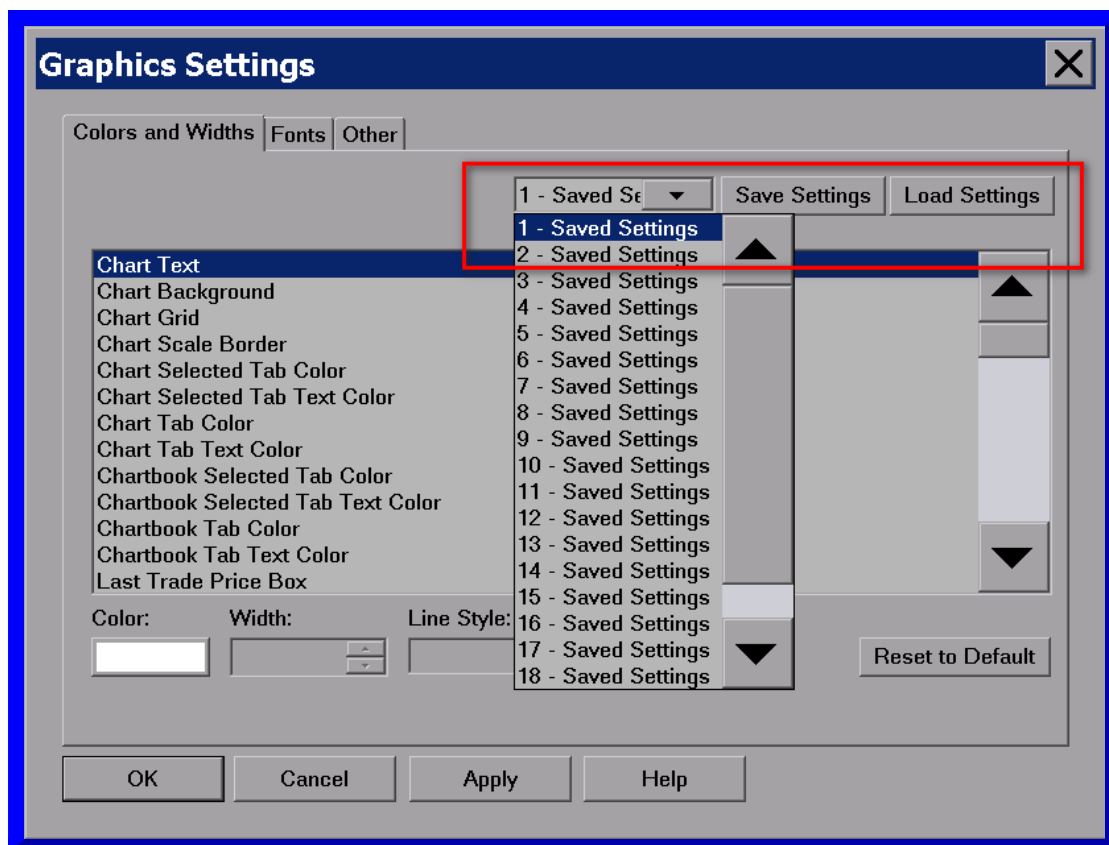 Graphics Settings
Colors and Widths Fonts Other
1 - Saved Se Save Settings Load Settings
1 - Saved Settings
2 - Saved Settings
3 - Saved Settings
4 - Saved Settings
5 - Saved Settings
6 - Saved Settings
7 - Saved Settings
8 - Saved Settings
9 - Saved Settings
10 - Saved Settings
11 - Saved Settings
12 - Saved Settings
13 - Saved Settings
14 - Saved Settings
15 - Saved Settings
16 - Saved Settings
17 - Saved Settings
18 - Saved Settings
Chart Text
Chart Background
Chart Grid
Chart Scale Border
Chart Selected Tab Color
Chart Selected Tab Text Color
Chart Tab Color
Chart Tab Text Color
Chartbook Selected Tab Color
Chartbook Selected Tab Text Color
Chartbook Tab Color
Chartbook Tab Text Color
Last Trade Price Box
Color: Width: Line Style:
Reset to Default
OK Cancel Apply Help